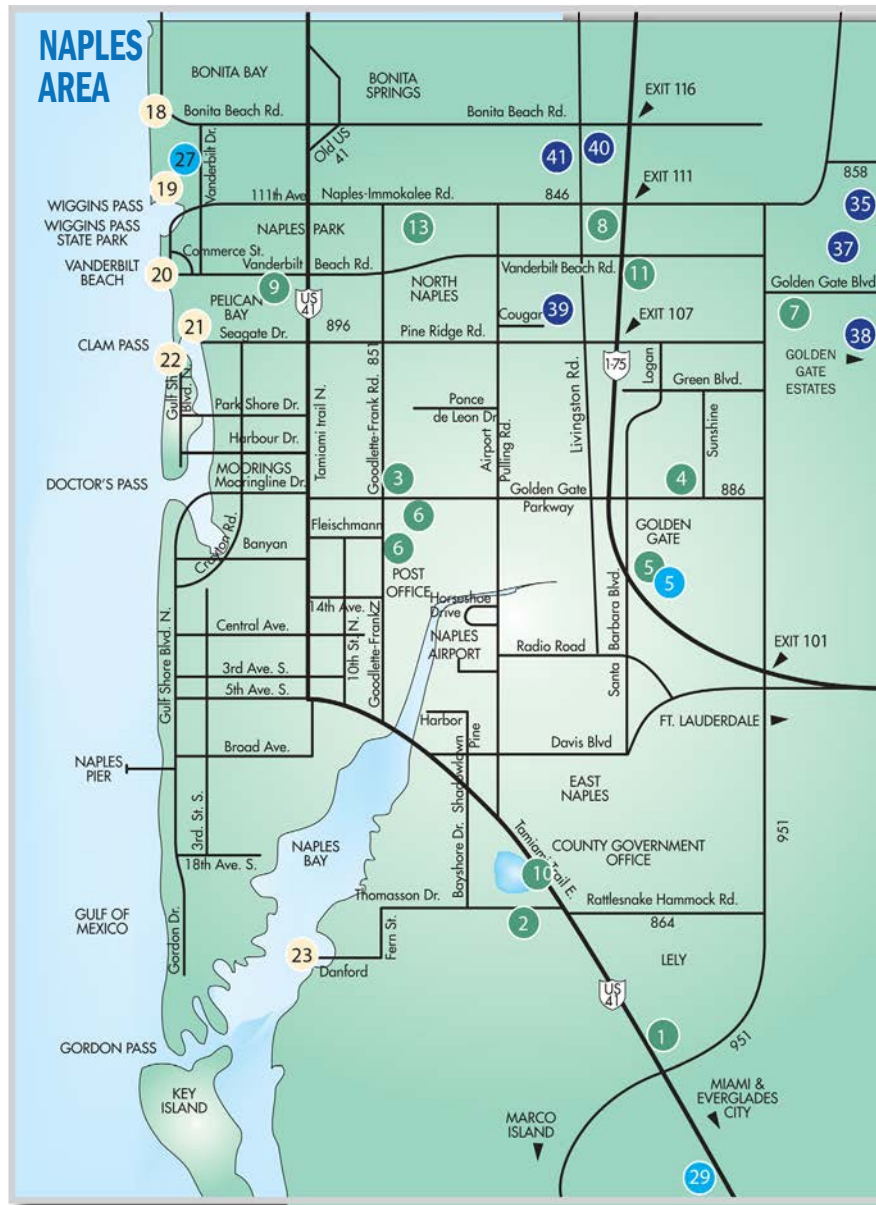 NAPLES
AREA
BONITA BAY
BONITA
SPRINGS
EXIT 116
18
Bonita Beach Rd.
Bonita Beach Rd.
Old US
41
27
Vanderbilt Dr.
41
40
858
19
111th Ave
Naples-Immokalee Rd.
846
EXIT 111
35
WIGGINS PASS
WIGGINS PASS
STATE PARK
NAPLES PARK
13
8
37
Commerce St.
VANDERBILT
BEACH
20
Vanderbilt Beach Rd.
Vanderbilt Beach Rd.
11
9
Golden Gate Blvd
PELICAN
BAY
US
41
NORTH
NAPLES
Cougar
39
7
EXIT 107
21
Seagate Dr.
896
851
Pine Ridge Rd.
38
CLAM PASS
22
1-75
Logan
GOLDEN
GATE
ESTATES
Gulf Shore
Blvd. N.
Green Blvd.
Park Shore Dr.
Tamiami trail N.
Goodlette-Frank Rd.
Ponce
de Leon Dr
Airport
Pulling Rd.
Livingston Rd.
Sunshine
Harbour Dr.
MOORINGS
Mooringline Dr.
DOCTOR'S PASS
3
4
Golden Gate
Parkway
886
6
Fleischmann
GOLDEN
GATE
Crayton Rd.
Banyan
6
5
5
POST
OFFICE
14th Ave.
Horseshoe
Drive
Gulf Shore Blvd. N.
Central Ave.
10th St. N.
Goodlette-Frank
NAPLES
AIRPORT
Radio Road
Santa Barbara Blvd.
EXIT 101
3rd Ave. S.
5th Ave. S.
FT. LAUDERDALE
Harbor
Broad Ave.
Shadowlawn
Pine
Davis Blvd
NAPLES
PIER
EAST
NAPLES
3rd. St. S.
951
NAPLES
BAY
Bayshore Dr.
Tamiami Trail E.
COUNTY GOVERNMENT
OFFICE
18th Ave. S.
10
Thomasson Dr.
Rattlesnake Hammock Rd.
GULF OF
MEXICO
Gordon Dr.
Fern St.
2
864
23
Danford
LELY
US
41
1
951
GORDON PASS
KEY
ISLAND
MIAMI &
EVERGLADES
CITY
MARCO
ISLAND
29